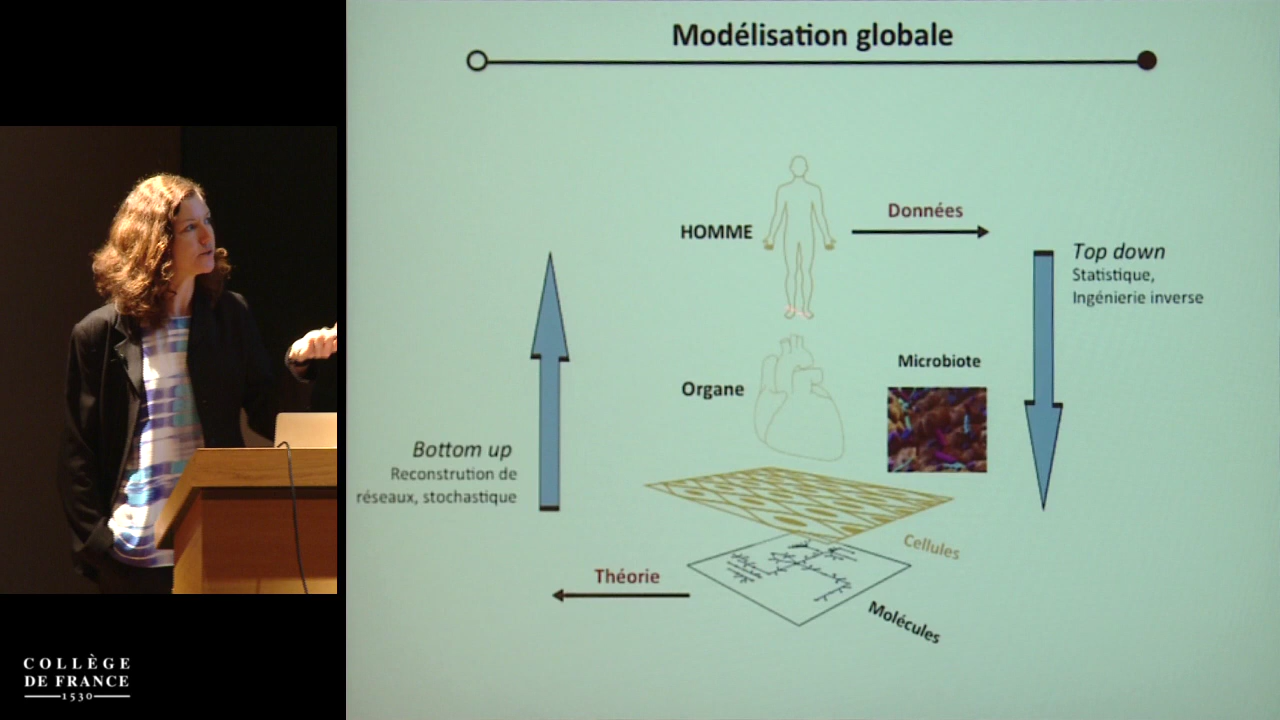 Modélisation globale
HOMME
Données
Top down
Statistique,
Ingénierie inverse
Organe
Microbiote
Bottom up
Reconstrution de
réseaux, stochastique
Cellules
Théorie
Molécules
COLLÈGE
DE FRANCE
1530